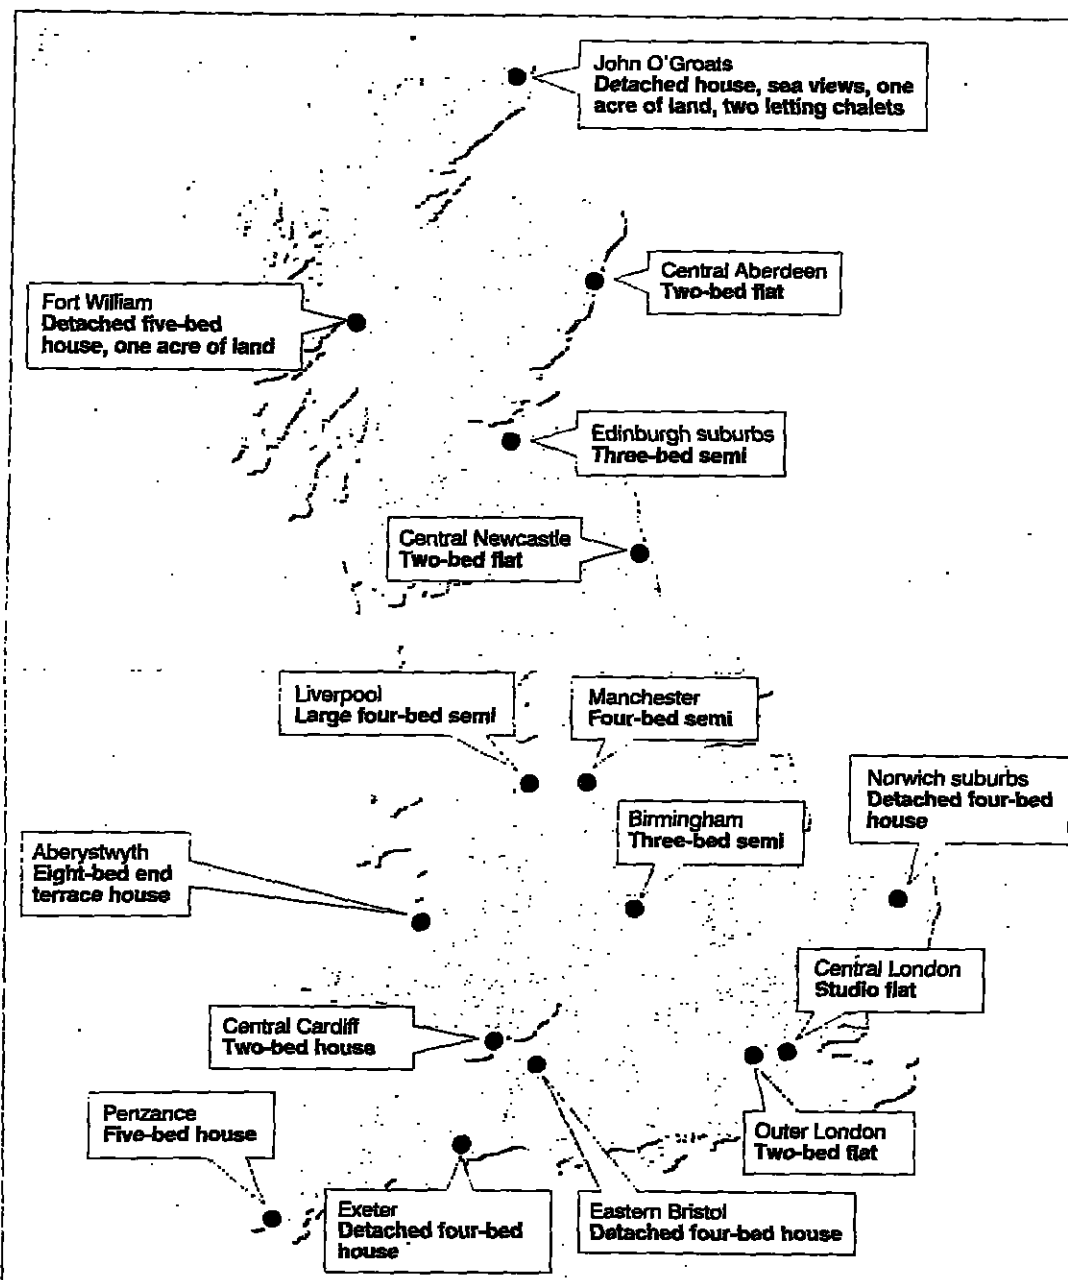 John O'Groats
Detached house, sea views, one
acre of land, two letting chalets
Central Aberdeen
Two-bed flat
Fort William
Detached five-bed
house, one acre of land
Edinburgh suburbs
Three-bed semi
Central Newcastle
Two-bed flat
Liverpool
Large four-bed semi
Manchester
Four-bed semi
Norwich suburbs
Detached four-bed
house
Birmingham
Three-bed semi
Aberystwyth
Eight-bed end
terrace house
Central London
Studio flat
Central Cardiff
Two-bed house
Penzance
Five-bed house
Outer London
Two-bed flat
Exeter
Detached four-bed
house
Eastern Bristol
Detached four-bed house